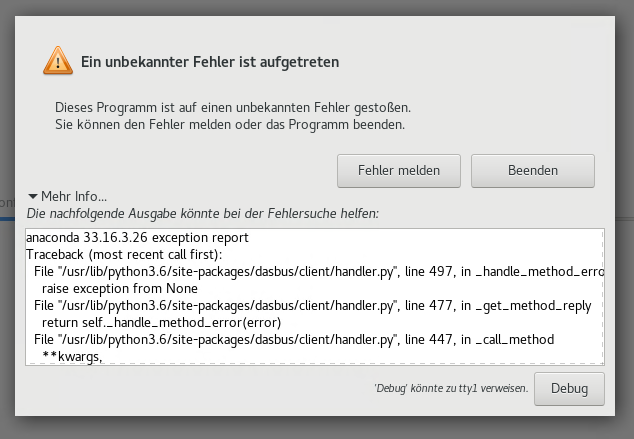 Ein unbekannter Fehler ist aufgetreten
Dieses Programm ist auf einen unbekannten Fehler gestoßen.
Sie können den Fehler melden oder das Programm beenden.
Fehler melden
Beenden
Mehr Info...
Die nachfolgende Ausgabe könnte bei der Fehlersuche helfen:
anaconda 33.16.3.26 exception report
Traceback (most recent call first):
File "/usr/lib/python3.6/site-packages/dasbus/client/handler.py", line 497, in _handle_method_erro
raise exception from None
File "/usr/lib/python3.6/site-packages/dasbus/client/handler.py", line 477, in _get_method_reply
return self._handle_method_error(error)
File "/usr/lib/python3.6/site-packages/dasbus/client/handler.py", line 447, in _call_method
**kwargs,
'Debug' könnte zu tty1 verweisen.
Debug